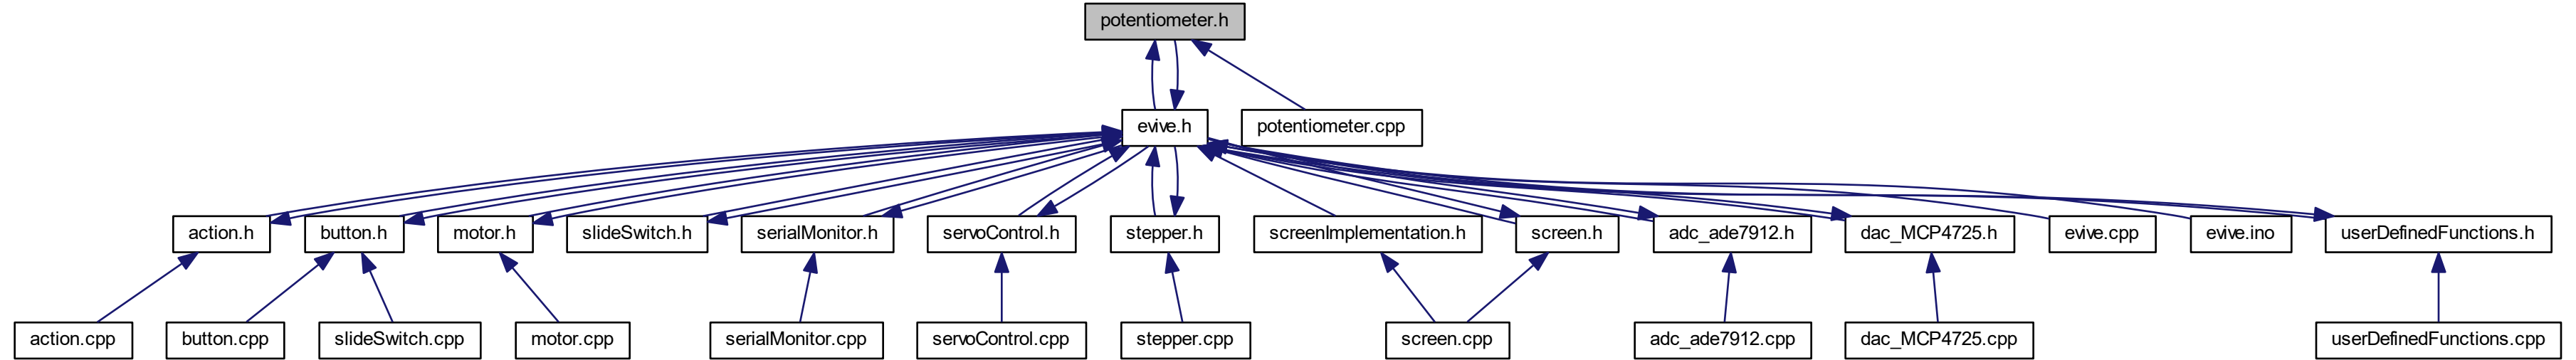 potentiometer.h
evive.h
potentiometer.cpp
action.h
button.h
motor.h
slideSwitch.h
serialMonitor.h
servoControl.h
stepper.h
screenImplementation.h
screen.h
adc_ade7912.h
dac_MCP4725.h
evive.cpp
evive.ino
userDefinedFunctions.h
action.cpp
button.cpp
slideSwitch.cpp
motor.cpp
serialMonitor.cpp
servoControl.cpp
stepper.cpp
screen.cpp
adc_ade7912.cpp
dac_MCP4725.cpp
userDefinedFunctions.cpp